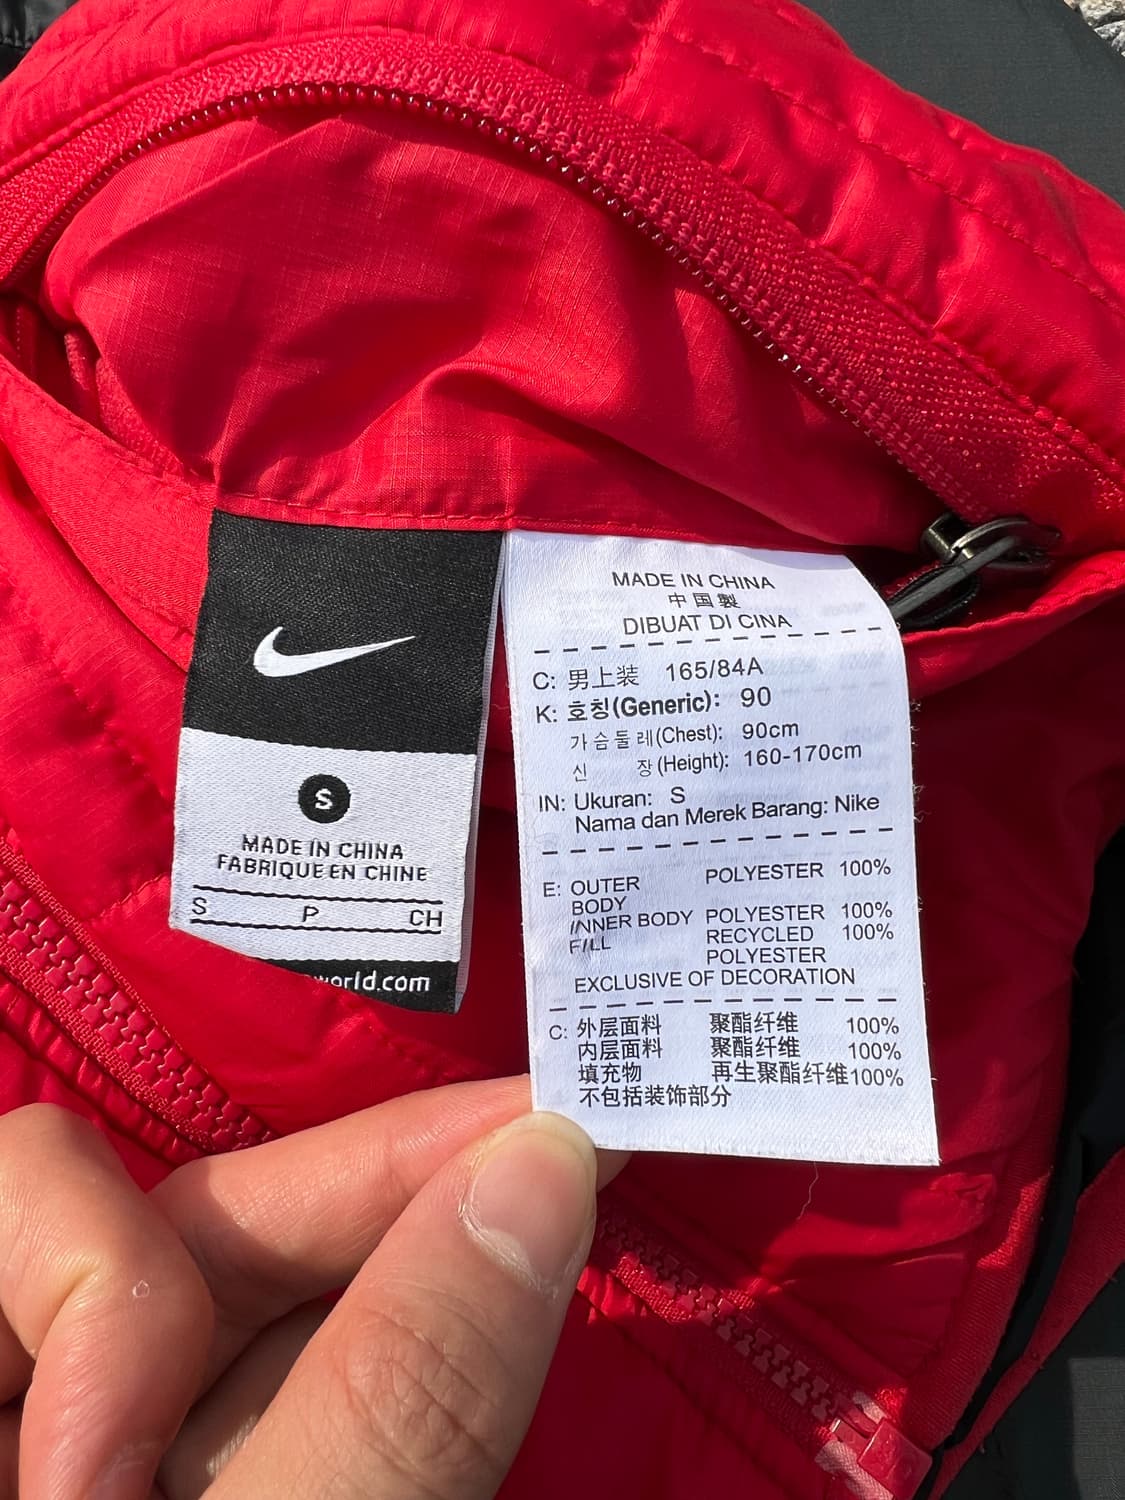 S
MADE IN CHINA
FABRIQUE EN CHINE
S P CH
MADE IN CHINA
中国製
DIBUAT DI CINA
C: 男上装 165/84A
K: 호칭(Generic): 90
가슴둘레(Chest): 90cm
신 장(Height): 160-170cm
IN: Ukuran: S
Nama dan Merek Barang: Nike
E: OUTER BODY POLYESTER 100%
INNER BODY POLYESTER 100%
FILL RECYCLED POLYESTER 100%
EXCLUSIVE OF DECORATION
C: 外层面料 聚酯纤维 100%
内层面料 聚酯纤维 100%
填充物 再生聚酯纤维100%
不包括装饰部分